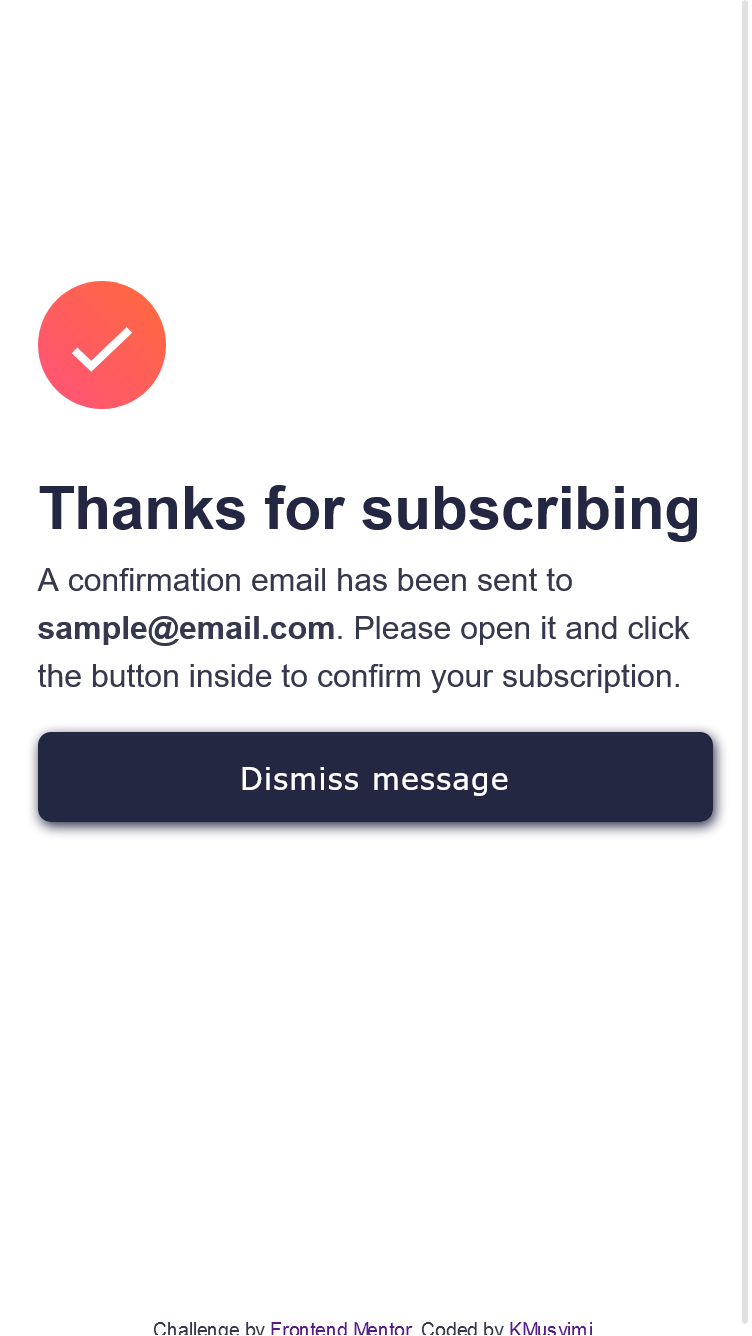 Thanks for subscribing
A confirmation email has been sent to
sample@email.com. Please open it and click
the button inside to confirm your subscription.
Dismiss message
Challenge by Frontend Mentor. Coded by KMusyimi